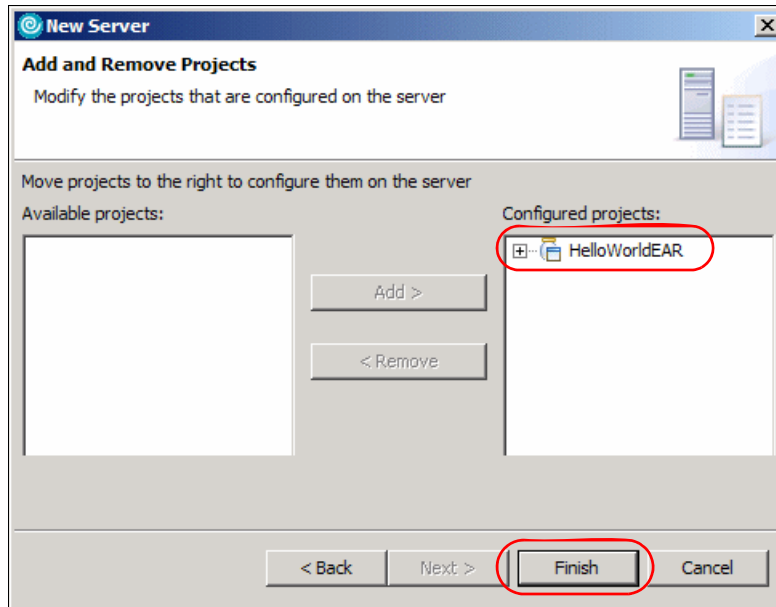 New Server
Add and Remove Projects
Modify the projects that are configured on the server
Move projects to the right to configure them on the server
Available projects:
Configured projects:
HelloWorldEAR
Add >
< Remove
< Back
Next >
Finish
Cancel